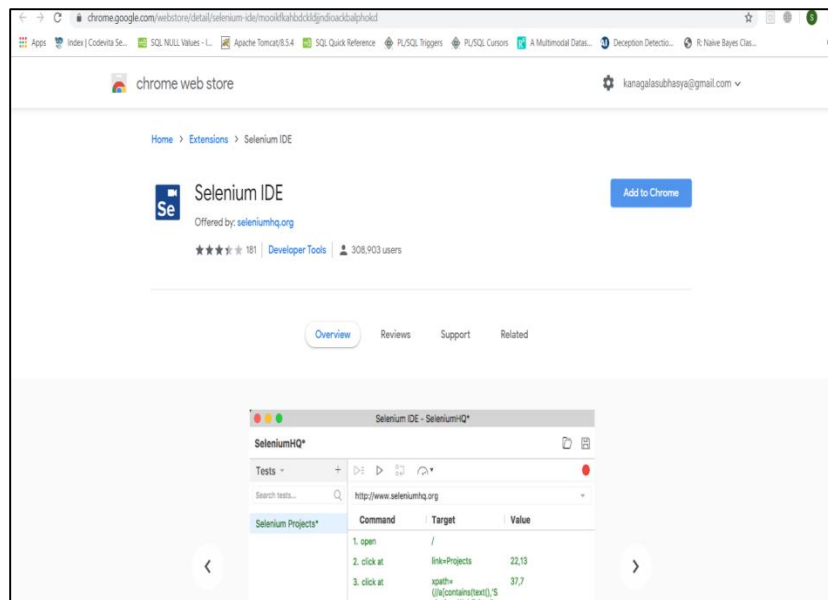 chrome.google.com/webstore/detail/selenium-ide/mooikfkahbdckldjjndioackbalphokd
Apps Index | Codevita Se... SQL NULL Values - I... Apache Tomcat/8.5.4 SQL Quick Reference PL/SQL Triggers PL/SQL Cursors A Multimodal Datas... Deception Detectio... R: Naive Bayes Clas...
chrome web store kanagalasubhasya@gmail.com
Home > Extensions > Selenium IDE
Se
Selenium IDE
Add to Chrome
Offered by: seleniumhq.org
181 Developer Tools 308,903 users
Overview Reviews Support Related
Selenium IDE - SeleniumHQ*
SeleniumHQ*
Tests +
Search tests... http://www.seleniumhq.org
Selenium Projects* Command Target Value
1. open /
2. click at link=Projects 22,13
3. click at xpath= 37,7
(//a[contains(text(),'S